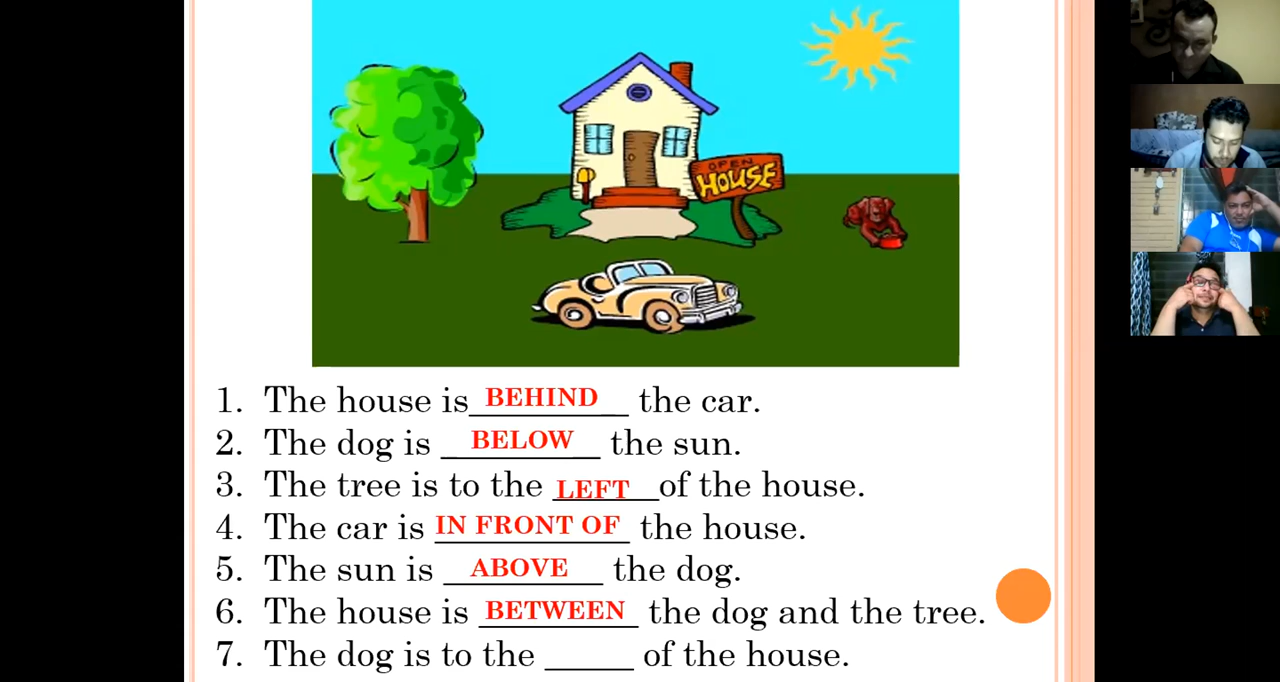 OPEN
HOUSE
1. The house is BEHIND the car.
2. The dog is BELOW the sun.
3. The tree is to the LEFT of the house.
4. The car is IN FRONT OF the house.
5. The sun is ABOVE the dog.
6. The house is BETWEEN the dog and the tree.
7. The dog is to the _____ of the house.